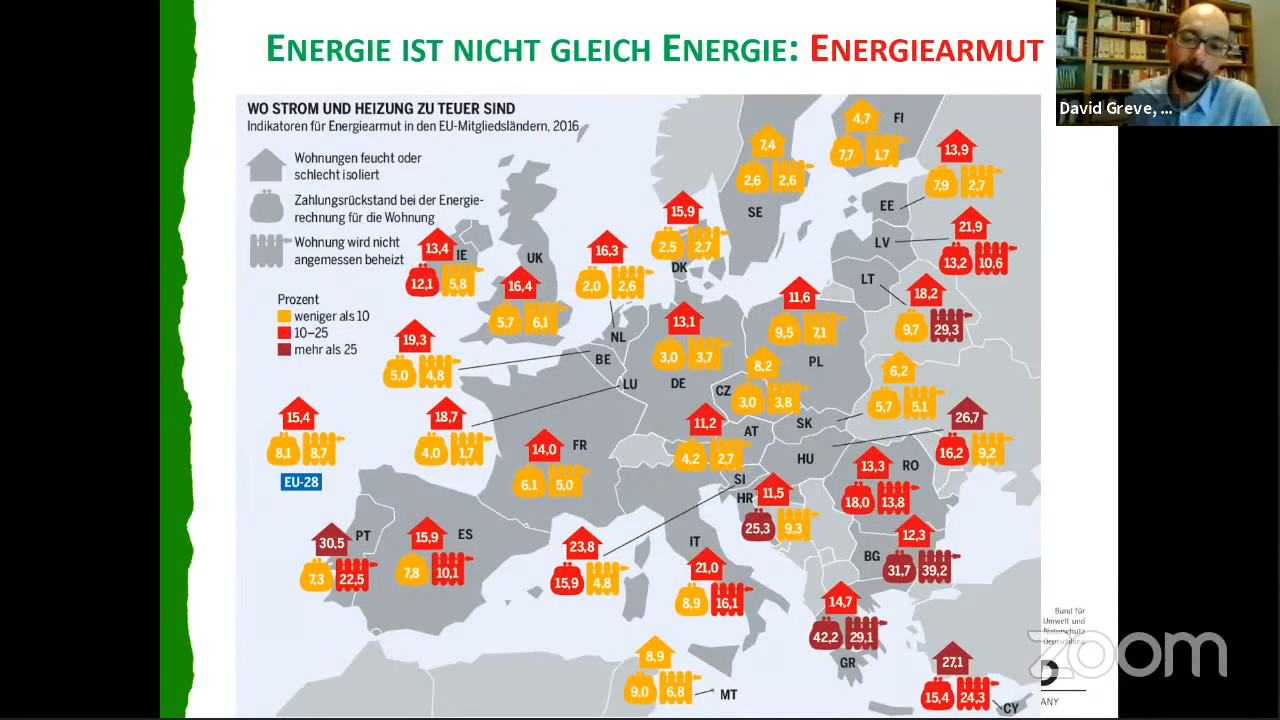 ENERGIE IST NICHT GLEICH ENERGIE: ENERGIEARMUT
David Greve, ...
WO STROM UND HEIZUNG ZU TEUER SIND
Indikatoren für Energiearmut in den EU-Mitgliedsländern, 2016
Wohnungen feucht oder
schlecht isoliert
Zahlungsrückstand bei der Energie-
rechnung für die Wohnung
Wohnung wird nicht
angemessen beheizt
Prozent
weniger als 10
10–25
mehr als 25
4,7
FI
7,7 1,7
7,4
2,6 2,6
SE
13,9
7,9 2,7
EE
15,9
2,5 2,7
DK
21,9
LV
13,2 10,6
13,4
IE
12,1 5,8
UK
16,4
5,7 6,1
16,3
2,0 2,6
NL
LT
18,2
9,7 29,3
11,6
9,5 7,1
PL
13,1
3,0 3,7
DE
19,3
5,0 4,8
BE
LU
8,2
CZ
3,0 3,8
6,2
5,7 5,1
SK
15,4
8,1 8,7
EU-28
18,7
4,0 1,7
11,2
AT
4,2 2,7
26,7
16,2 9,2
HU
14,0
FR
6,1 5,0
13,3
RO
18,0 13,8
SI
HR
11,5
25,3 9,3
30,5
PT
7,3 22,5
15,9
ES
7,8 10,1
23,8
15,9 4,8
IT
21,0
8,9 16,1
12,3
BG
31,7 39,2
14,7
42,2 29,1
GR
8,9
9,0 6,8
MT
27,1
15,4 24,3
CY
Bund für
Umwelt und
Naturschutz
Deutschland
zoom
ANY